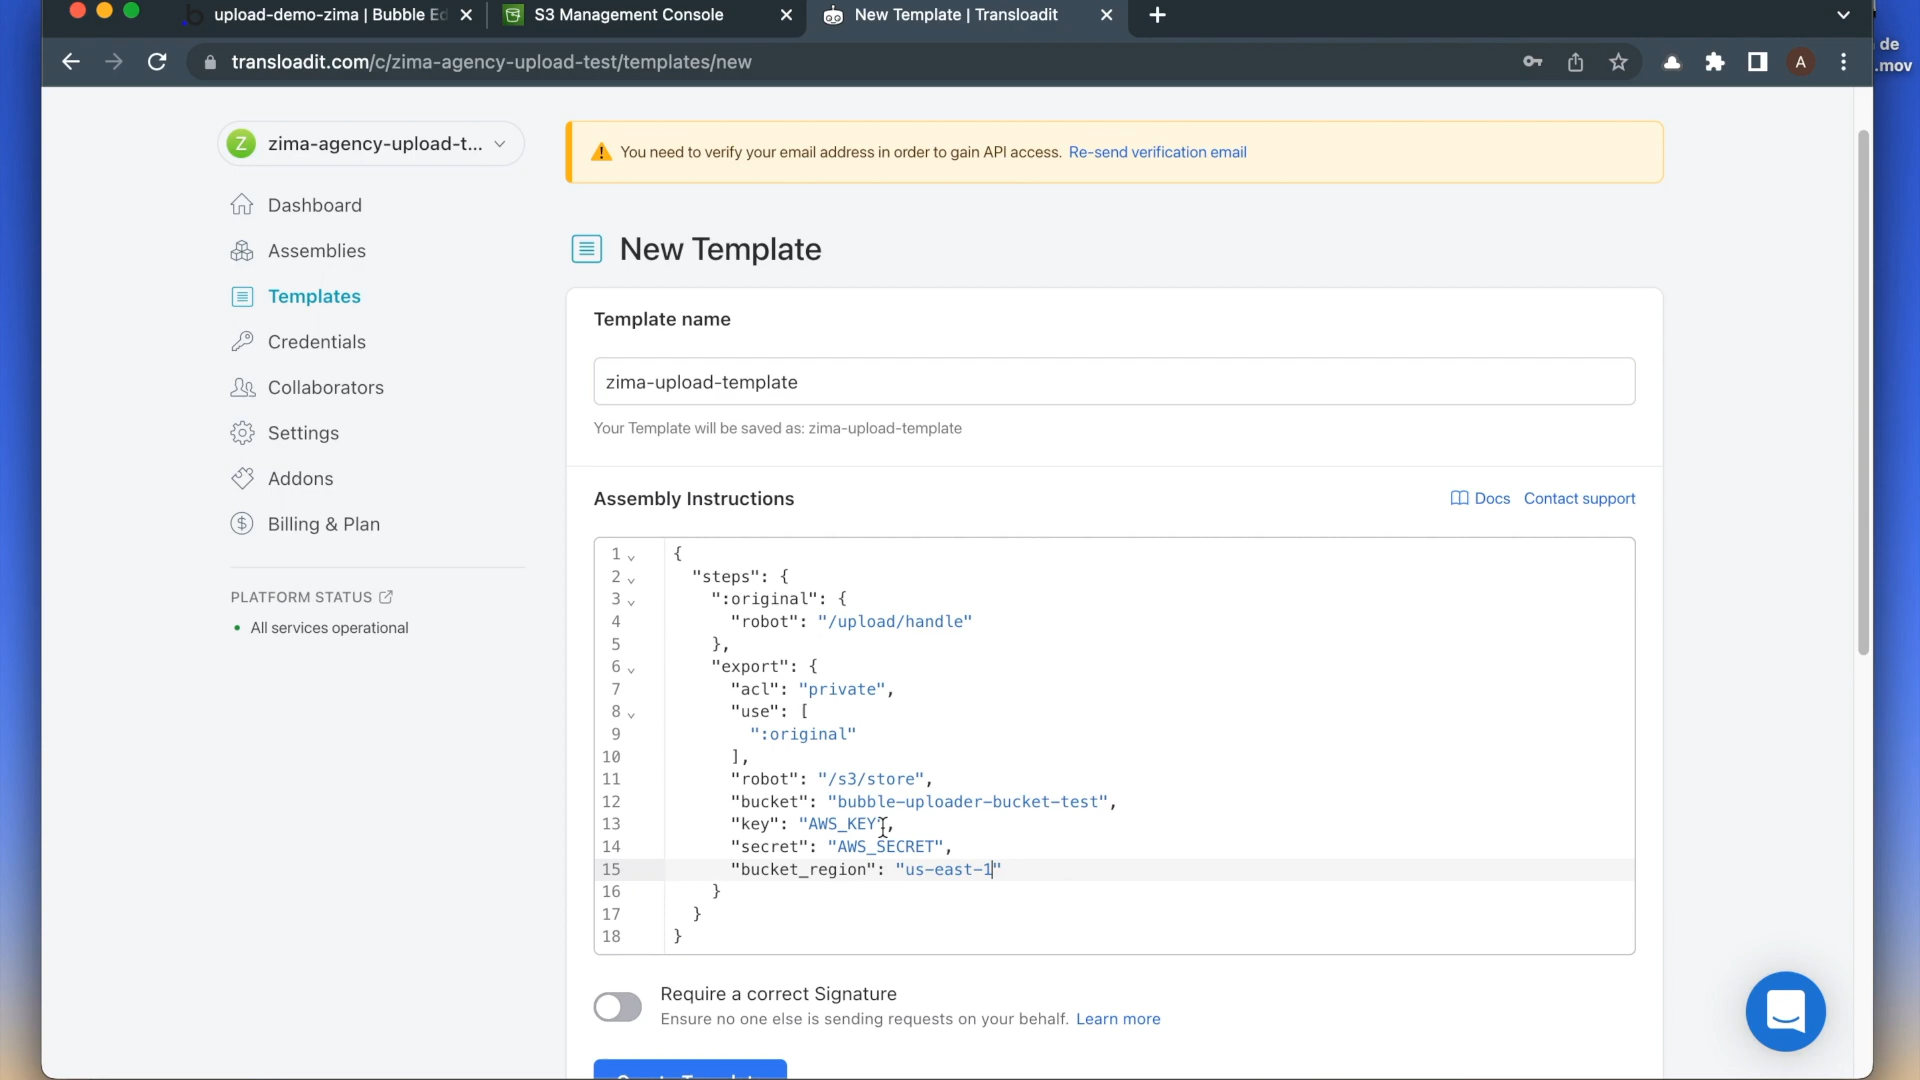 upload-demo-zima | Bubble Ed
S3 Management Console
New Template | Transloadit
de
.mov
transloadit.com/c/zima-agency-upload-test/templates/new
A
Z zima-agency-upload-t...
Dashboard
Assemblies
Templates
Credentials
Collaborators
Settings
Addons
Billing & Plan
PLATFORM STATUS
• All services operational
You need to verify your email address in order to gain API access. Re-send verification email
New Template
Template name
zima-upload-template
Your Template will be saved as: zima-upload-template
Assembly Instructions
Docs Contact support
1 {
2 "steps": {
3 ":original": {
4 "robot": "/upload/handle"
5 },
6 "export": {
7 "acl": "private",
8 "use": [
9 ":original"
10 ],
11 "robot": "/s3/store",
12 "bucket": "bubble-uploader-bucket-test",
13 "key": "AWS_KEY",
14 "secret": "AWS_SECRET",
15 "bucket_region": "us-east-1"
16 }
17 }
18 }
Require a correct Signature
Ensure no one else is sending requests on your behalf. Learn more